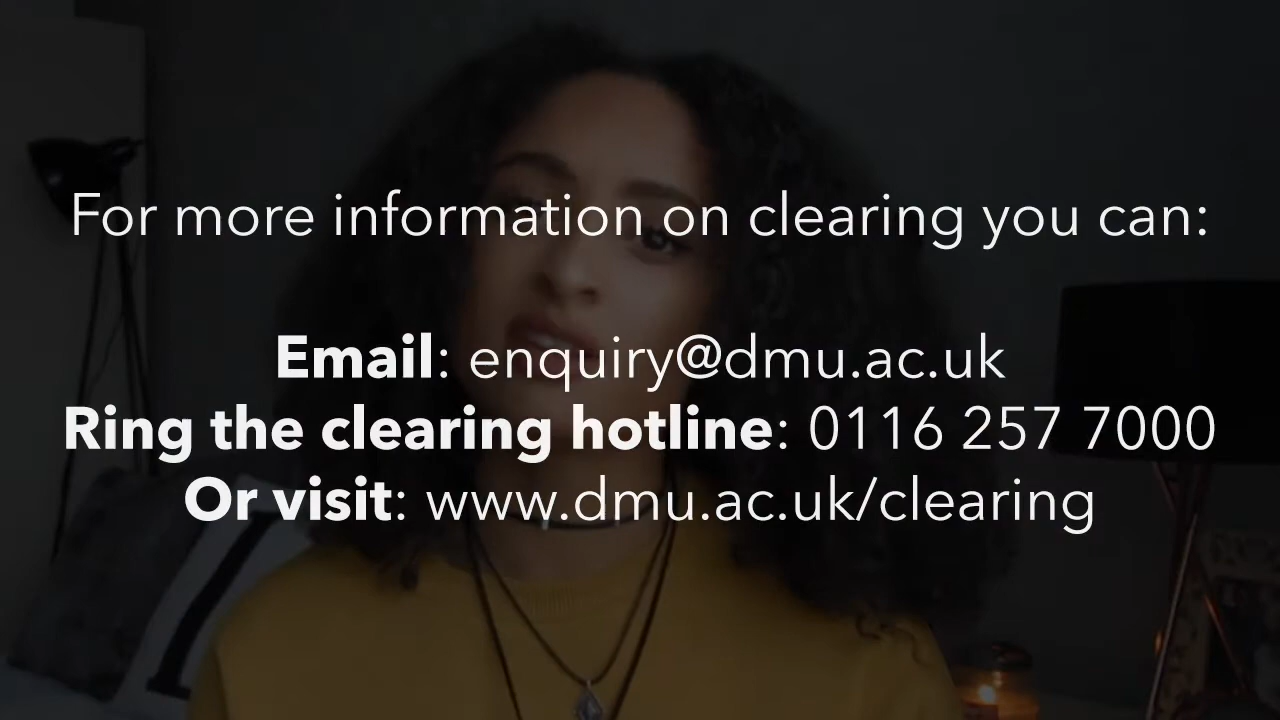 For more information on clearing you can:
Email: enquiry@dmu.ac.uk
Ring the clearing hotline: 0116 257 7000
Or visit: www.dmu.ac.uk/clearing